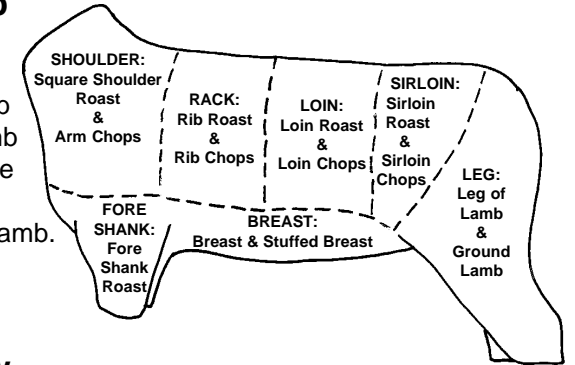 SHOULDER:
Square Shoulder
Roast
&
Arm Chops
RACK:
Rib Roast
&
Rib Chops
LOIN:
Loin Roast
&
Loin Chops
SIRLOIN:
Sirloin
Roast
&
Sirloin
Chops
LEG:
Leg of
Lamb
&
Ground
Lamb
FORE
SHANK:
Fore
Shank
Roast
BREAST:
Breast & Stuffed Breast
amb.